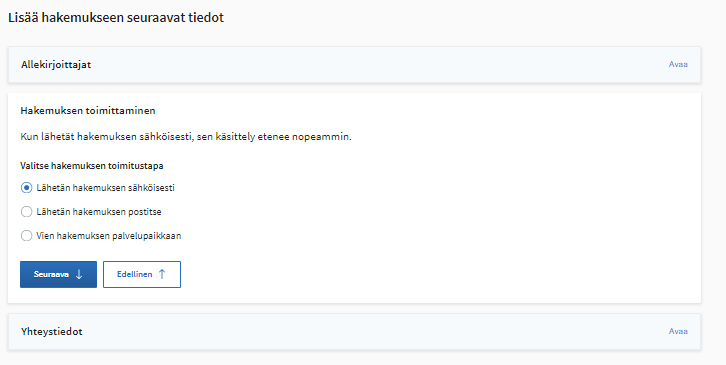 Lisää hakemukseen seuraavat tiedot
Allekirjoittajat Avaa
Hakemuksen toimittaminen
Kun lähetät hakemuksen sähköisesti, sen käsittely etenee nopeammin.
Valitse hakemuksen toimitustapa
Lähetän hakemuksen sähköisesti
Lähetän hakemuksen postitse
Vien hakemuksen palvelupaikkaan
Seuraava ↓ Edellinen ↑
Yhteystiedot Avaa